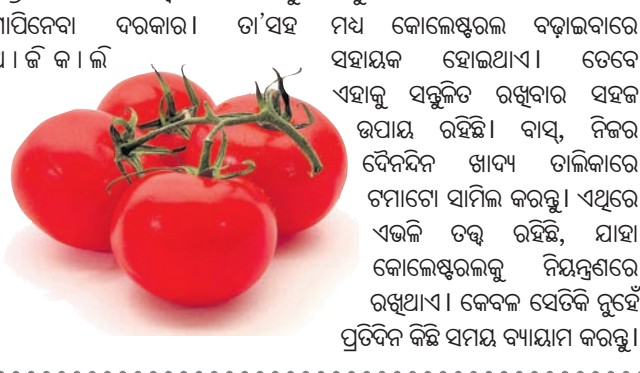 ମାପିନେବା ଦରକାର। ତା'ସହ
ଆଜିକାଲି
ମଧ୍ୟ କୋଲେଷ୍ଟରଲ ବଢ଼ାଇବାରେ
ସହାୟକ ହୋଇଥାଏ। ତେବେ
ଏହାକୁ ସନ୍ତୁଳିତ ରଖିବାର ସହଜ
ଉପାୟ ରହିଛି। ବାସ୍, ନିଜର
ଦୈନନ୍ଦିନ ଖାଦ୍ୟ ତାଲିକାରେ
ଟମାଟୋ ସାମିଲ କରନ୍ତୁ। ଏଥିରେ
ଏଭଳି ତତ୍ତ୍ୱ ରହିଛି, ଯାହା
କୋଲେଷ୍ଟରଲକୁ ନିୟନ୍ତ୍ରଣରେ
ରଖିଥାଏ। କେବଳ ସେତିକି ନୁହେଁ
ପ୍ରତିଦିନ କିଛି ସମୟ ବ୍ୟାୟାମ କରନ୍ତୁ।